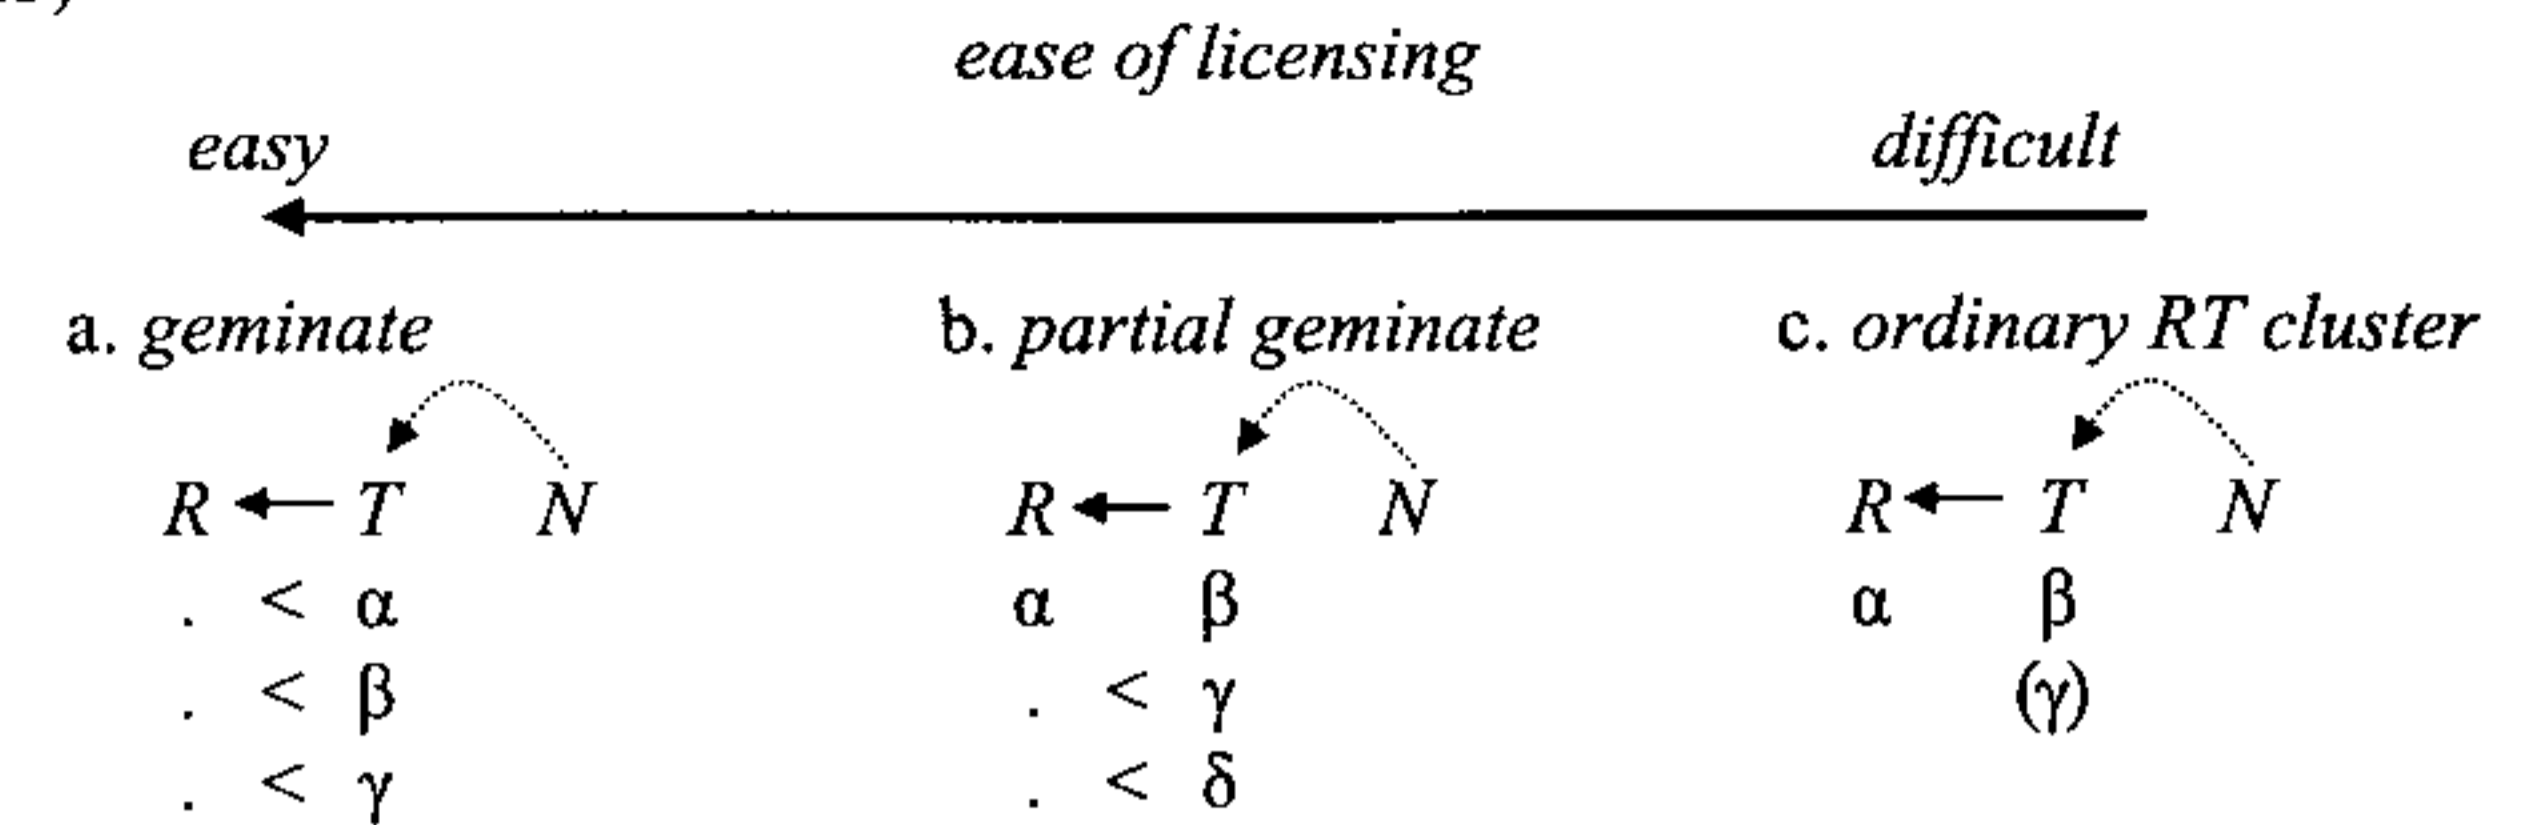 ease of licensing
easy difficult
a. geminate b. partial geminate c. ordinary RT cluster
R T N R T N R T N
. < α α β α β
. < β . < γ (γ)
. < γ . < δ